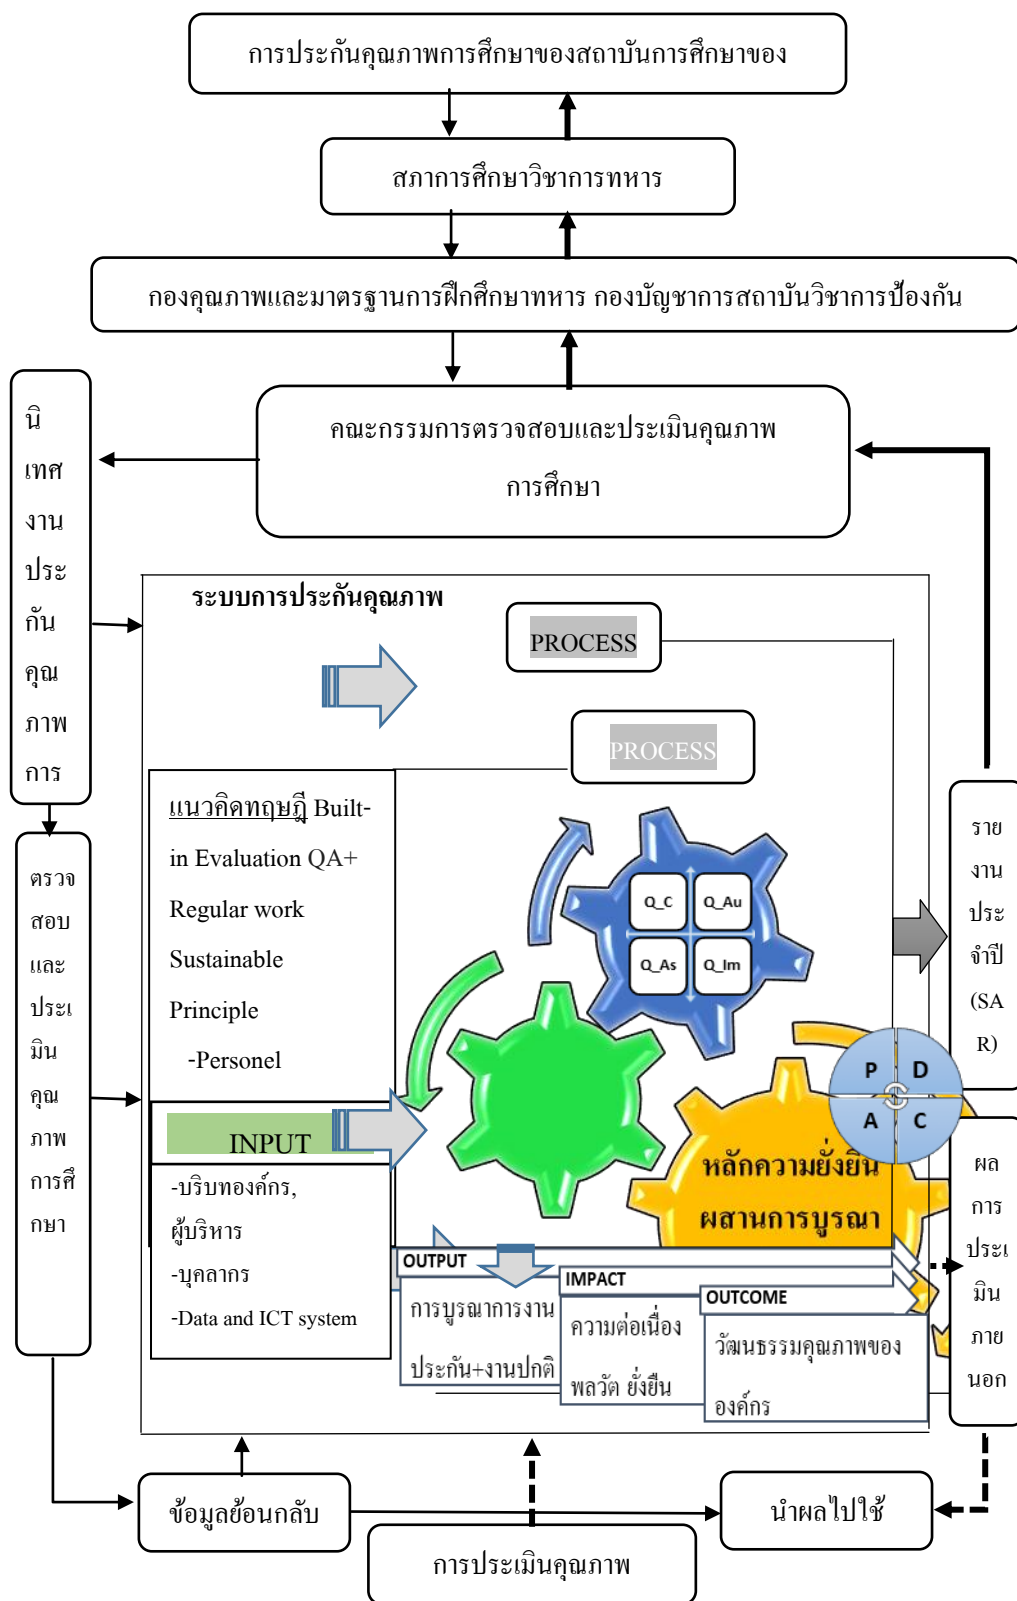 การประกันคุณภาพการศึกษาของสถาบันการศึกษาของ
สภาการศึกษาวิชาการทหาร
กองคุณภาพและมาตรฐานการฝึกศึกษาทหาร กองบัญชาการสถาบันวิชาการป้องกัน
คณะกรรมการตรวจสอบและประเมินคุณภาพ
การศึกษา
นิ
เทศ
งาน
ประ
กัน
คุณ
ภาพ
การ
ระบบการประกันคุณภาพ
PROCESS
PROCESS
แนวคิดทฤษฎี Built-
in Evaluation QA+
Regular work
Sustainable
Principle
-Personel
INPUT
-บริบทองค์กร,
ผู้บริหาร
-บุคลากร
-Data and ICT system
Q_C
Q_Au
Q_As
Q_Im
P
D
A
C
หลักความยั่งยืน
ผสานการบูรณา
OUTPUT
การบูรณาการงาน
ประกัน+งานปกติ
IMPACT
ความต่อเนื่อง
พลวัต ยั่งยืน
OUTCOME
วัฒนธรรมคุณภาพของ
องค์กร
ราย
งาน
ประ
จำปี
(SA
R)
ผล
การ
ประเ
มิน
ภาย
นอก
ตรวจ
สอบ
และ
ประเ
มิน
คุณ
ภาพ
การศึ
กษา
ข้อมูลย้อนกลับ
นำผลไปใช้
การประเมินคุณภาพ